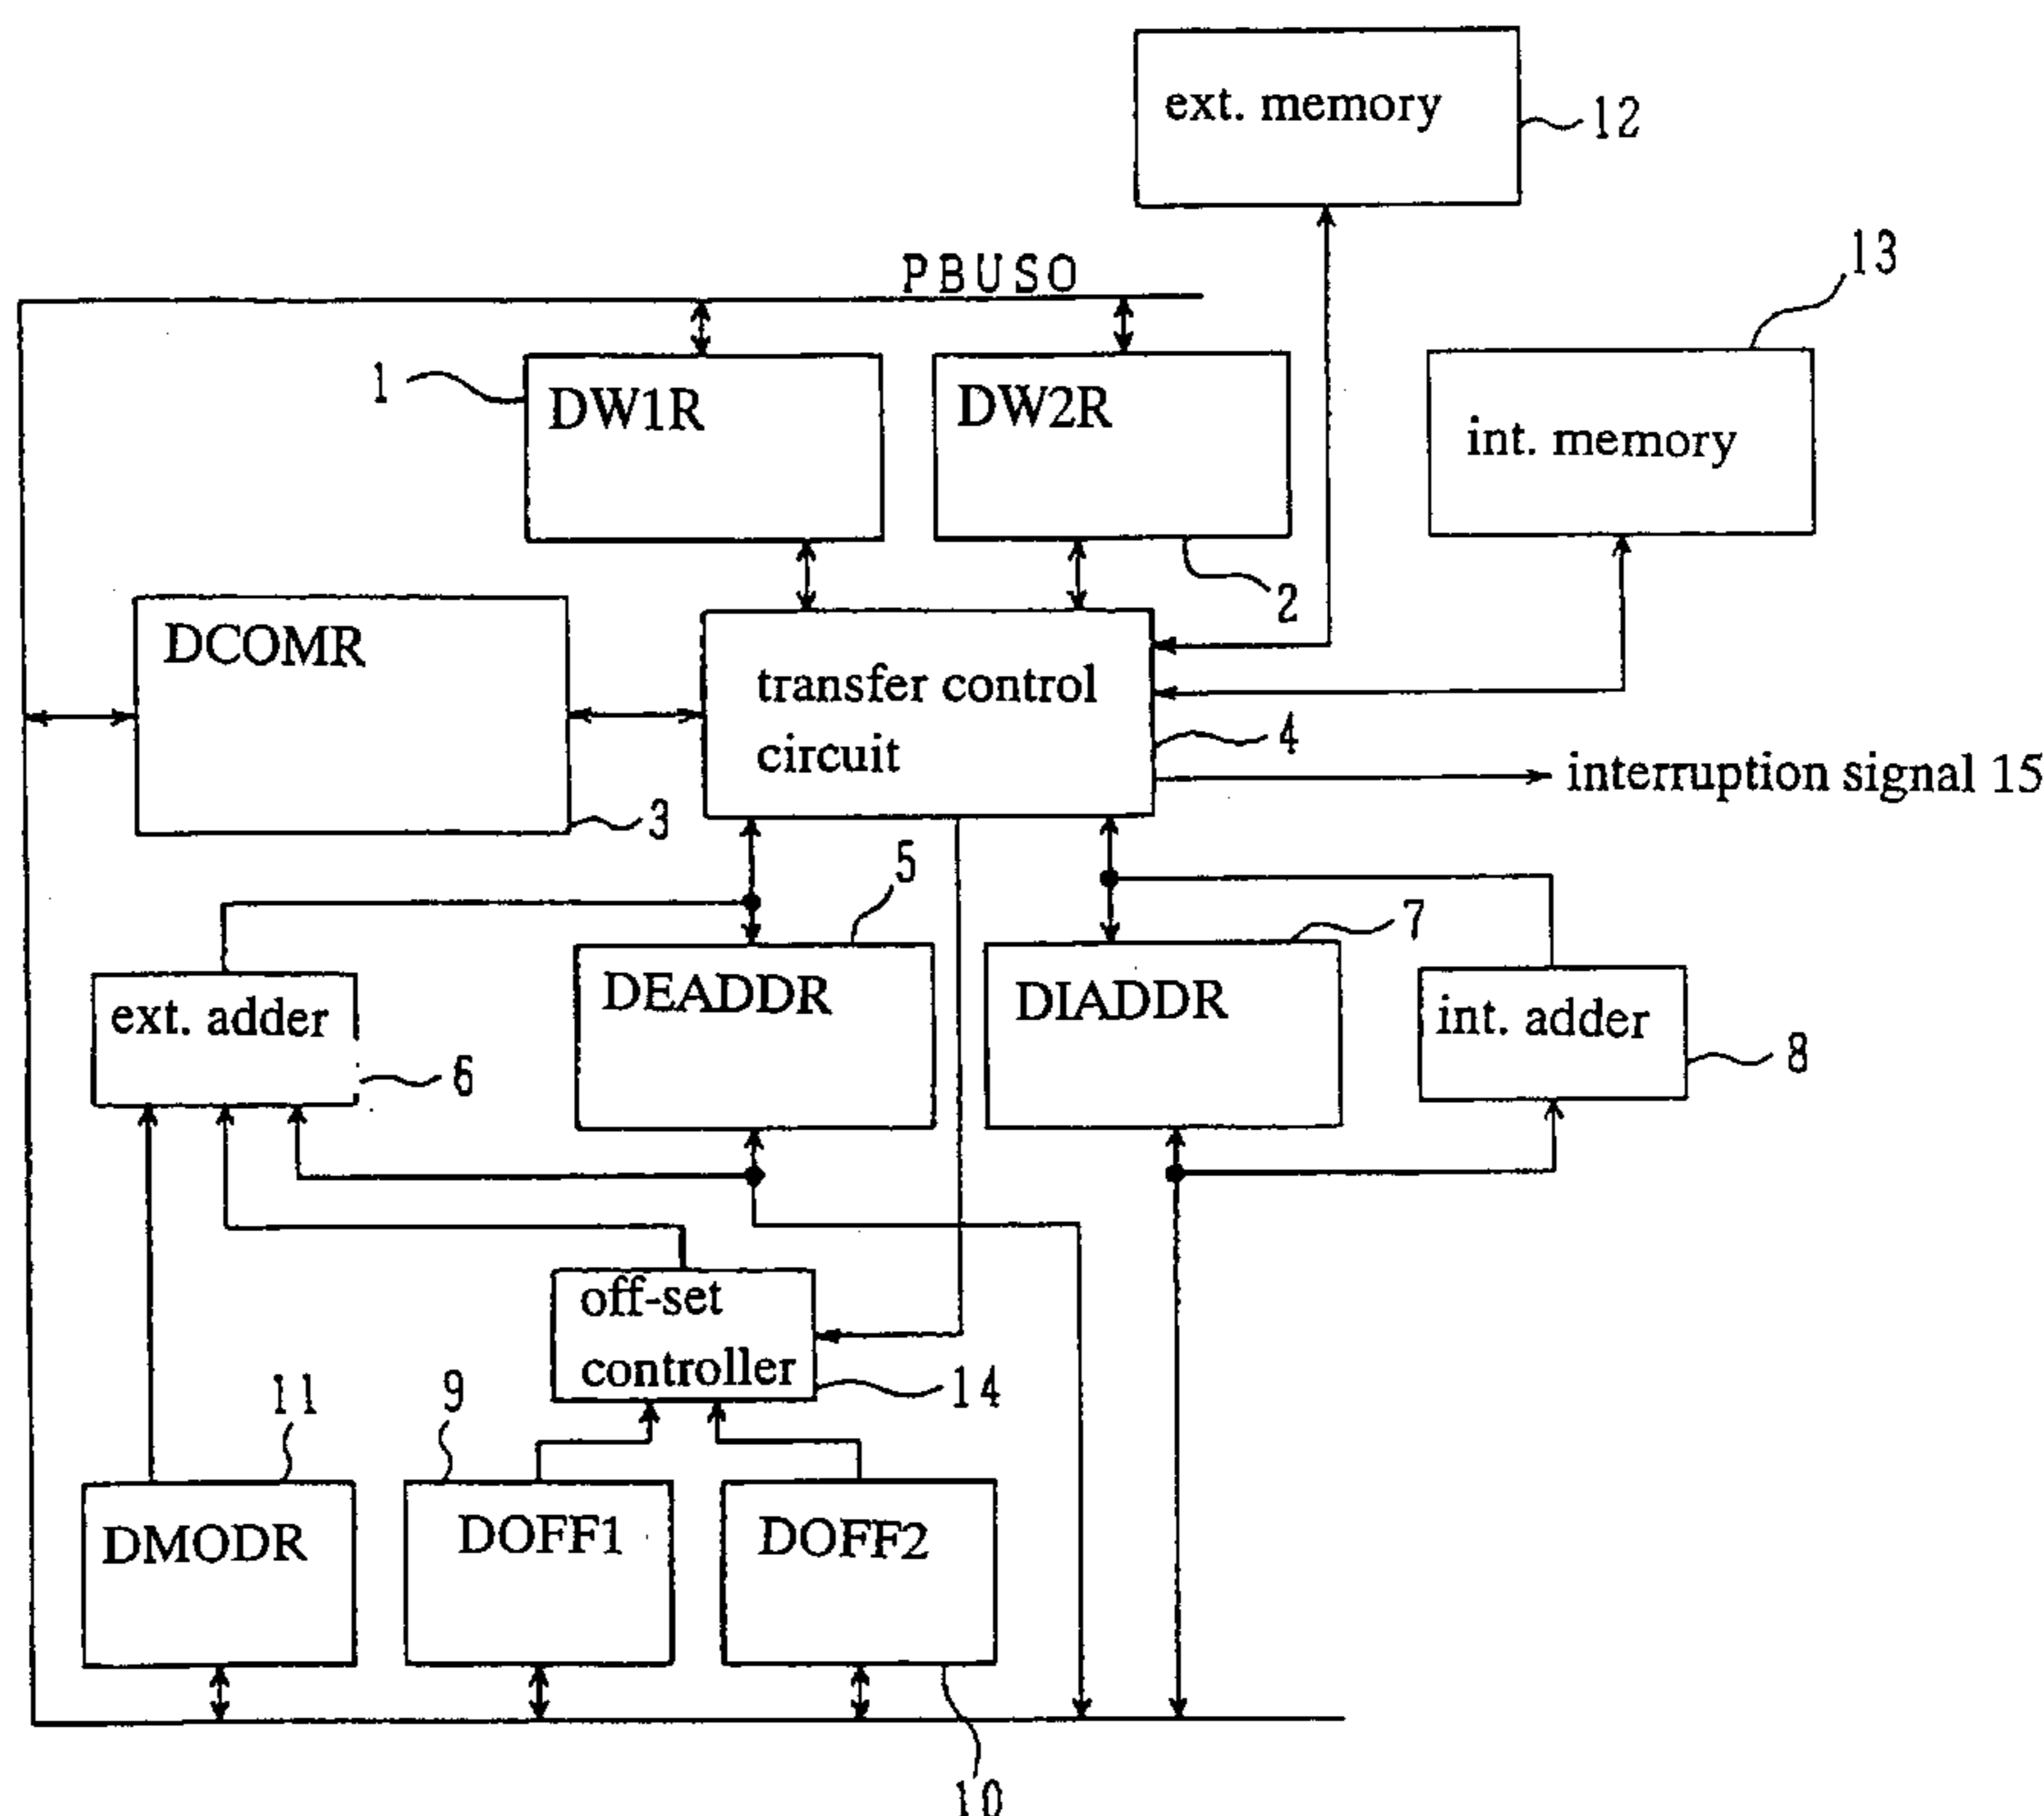 ext. memory
12
PBUSO
13
1
DW1R
DW2R
int. memory
2
DCOMR
transfer control
circuit
4
interruption signal 15
3
5
7
ext. adder
DEADDR
DIADDR
int. adder
6
8
off-set
controller
14
11
9
DMODR
DOFF1
DOFF2
10